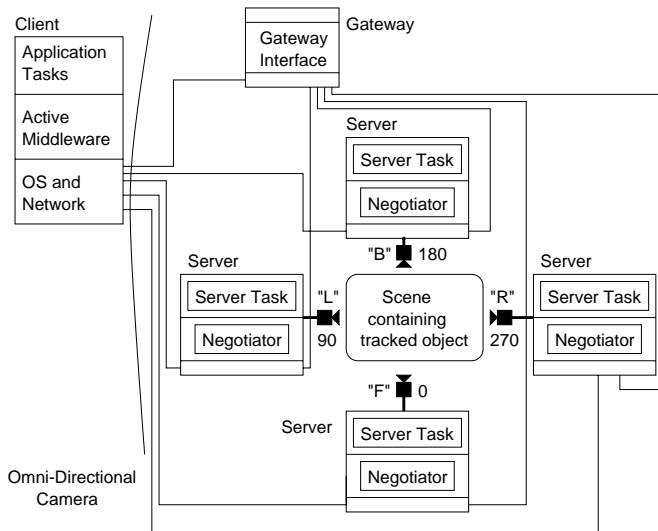 Client
Application
Tasks
Active
Middleware
OS and
Network
Gateway
Interface
Gateway
Server
Server Task
Negotiator
"B" 180
Server
Server Task
Negotiator
"L"
90
Scene
containing
tracked object
"R"
270
Server
Server Task
Negotiator
"F" 0
Server
Server Task
Negotiator
Omni-Directional
Camera